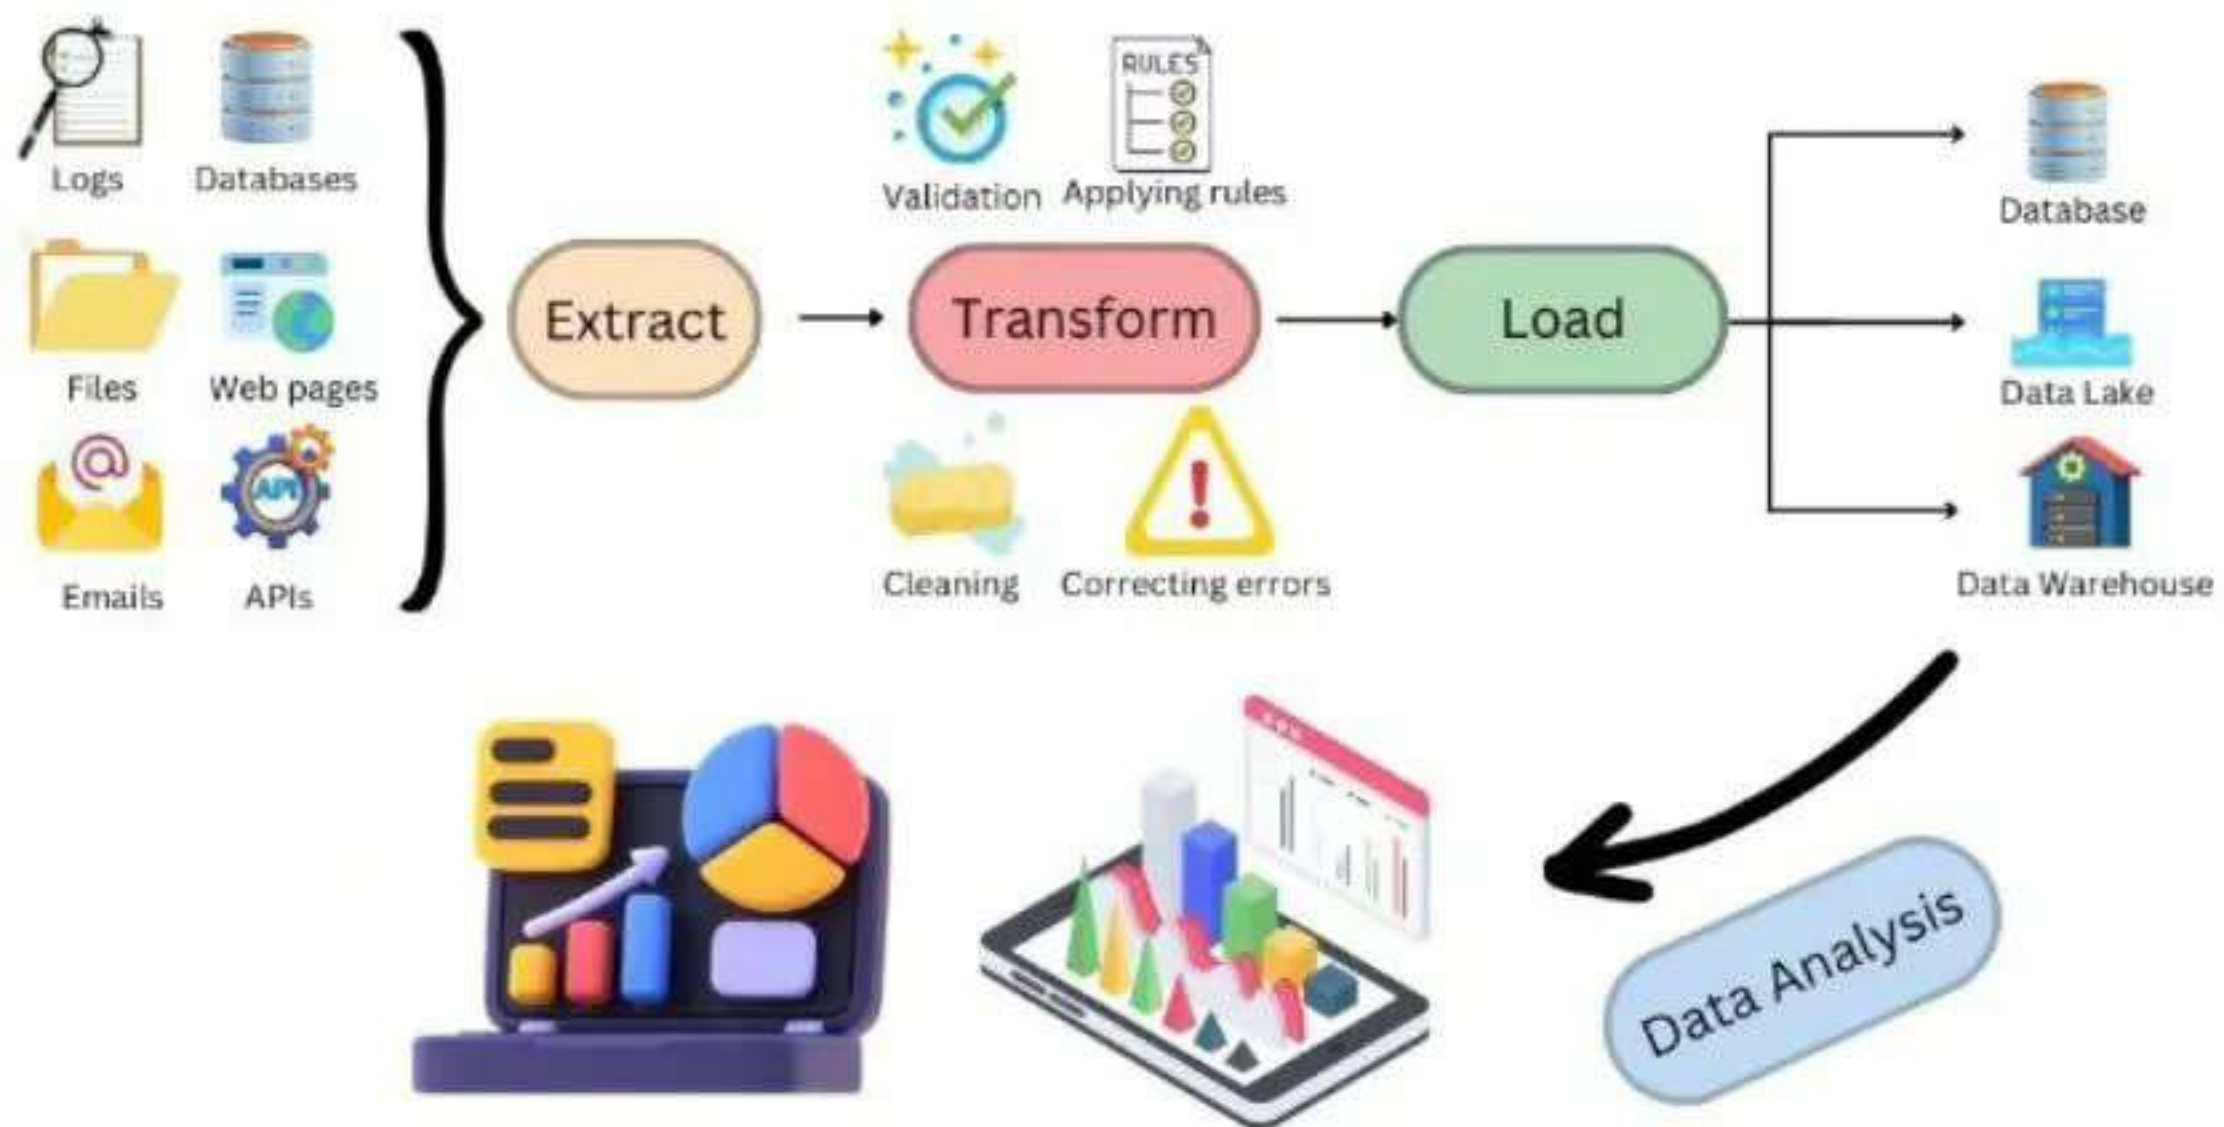 Logs
Databases
Files
Web pages
Emails
APIs
API
Extract
RULES
Validation
Applying rules
Transform
Cleaning
Correcting errors
Load
Database
Data Lake
Data Warehouse
Data Analysis